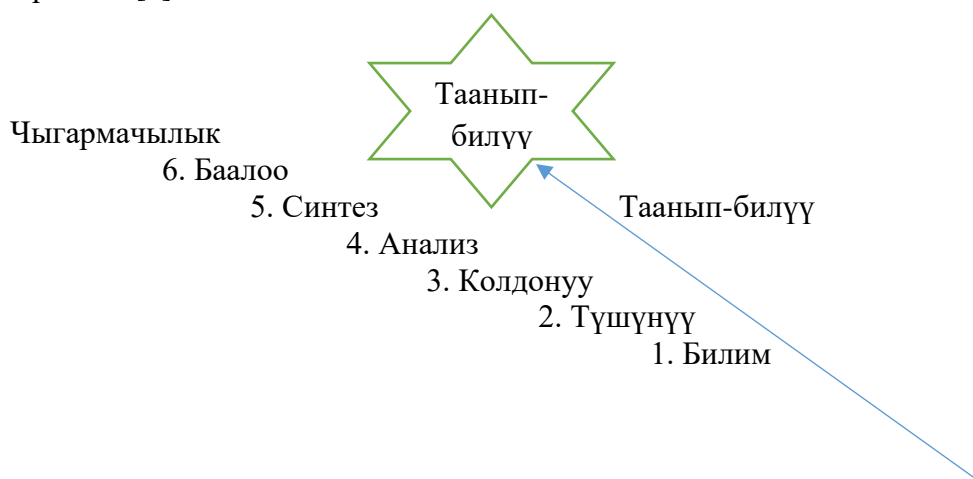 Таанып-
билүү
Чыгармачылык
6. Баалоо
5. Синтез
Таанып-билүү
4. Анализ
3. Колдонуу
2. Түшүнүү
1. Билим